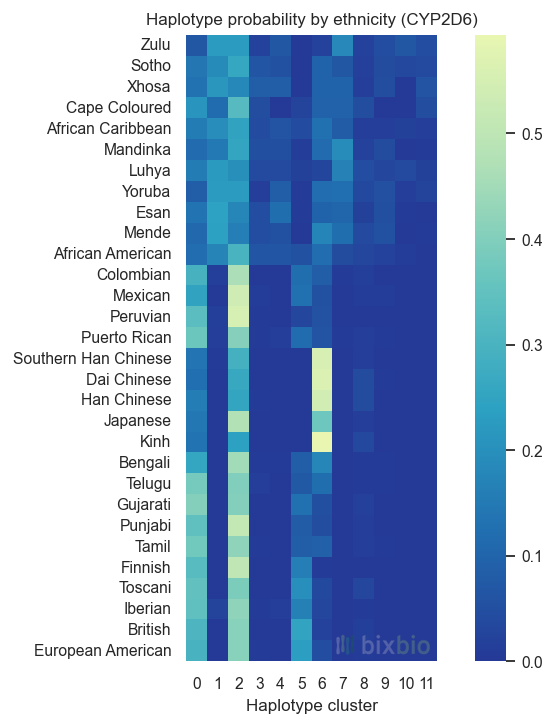 Haplotype probability by ethnicity (CYP2D6)
Zulu
Sotho
Xhosa
Cape Coloured
African Caribbean
Mandinka
Luhya
Yoruba
Esan
Mende
African American
Colombian
Mexican
Peruvian
Puerto Rican
Southern Han Chinese
Dai Chinese
Han Chinese
Japanese
Kinh
Bengali
Telugu
Gujarati
Punjabi
Tamil
Finnish
Toscani
Iberian
British
European American
0 1 2 3 4 5 6 7 8 9 10 11
Haplotype cluster
0.5
0.4
0.3
0.2
0.1
0.0
bixbio